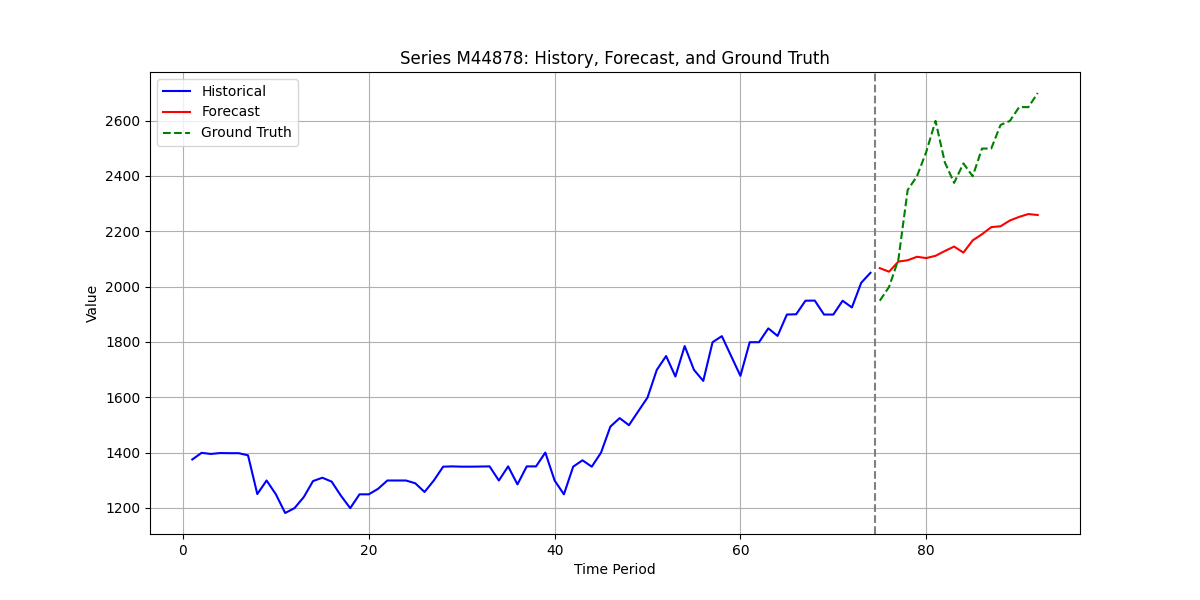 Series M44878: History, Forecast, and Ground Truth
Historical
Forecast
Ground Truth
2600
2400
2200
2000
1800
1600
1400
1200
Value
0 20 40 60 80
Time Period